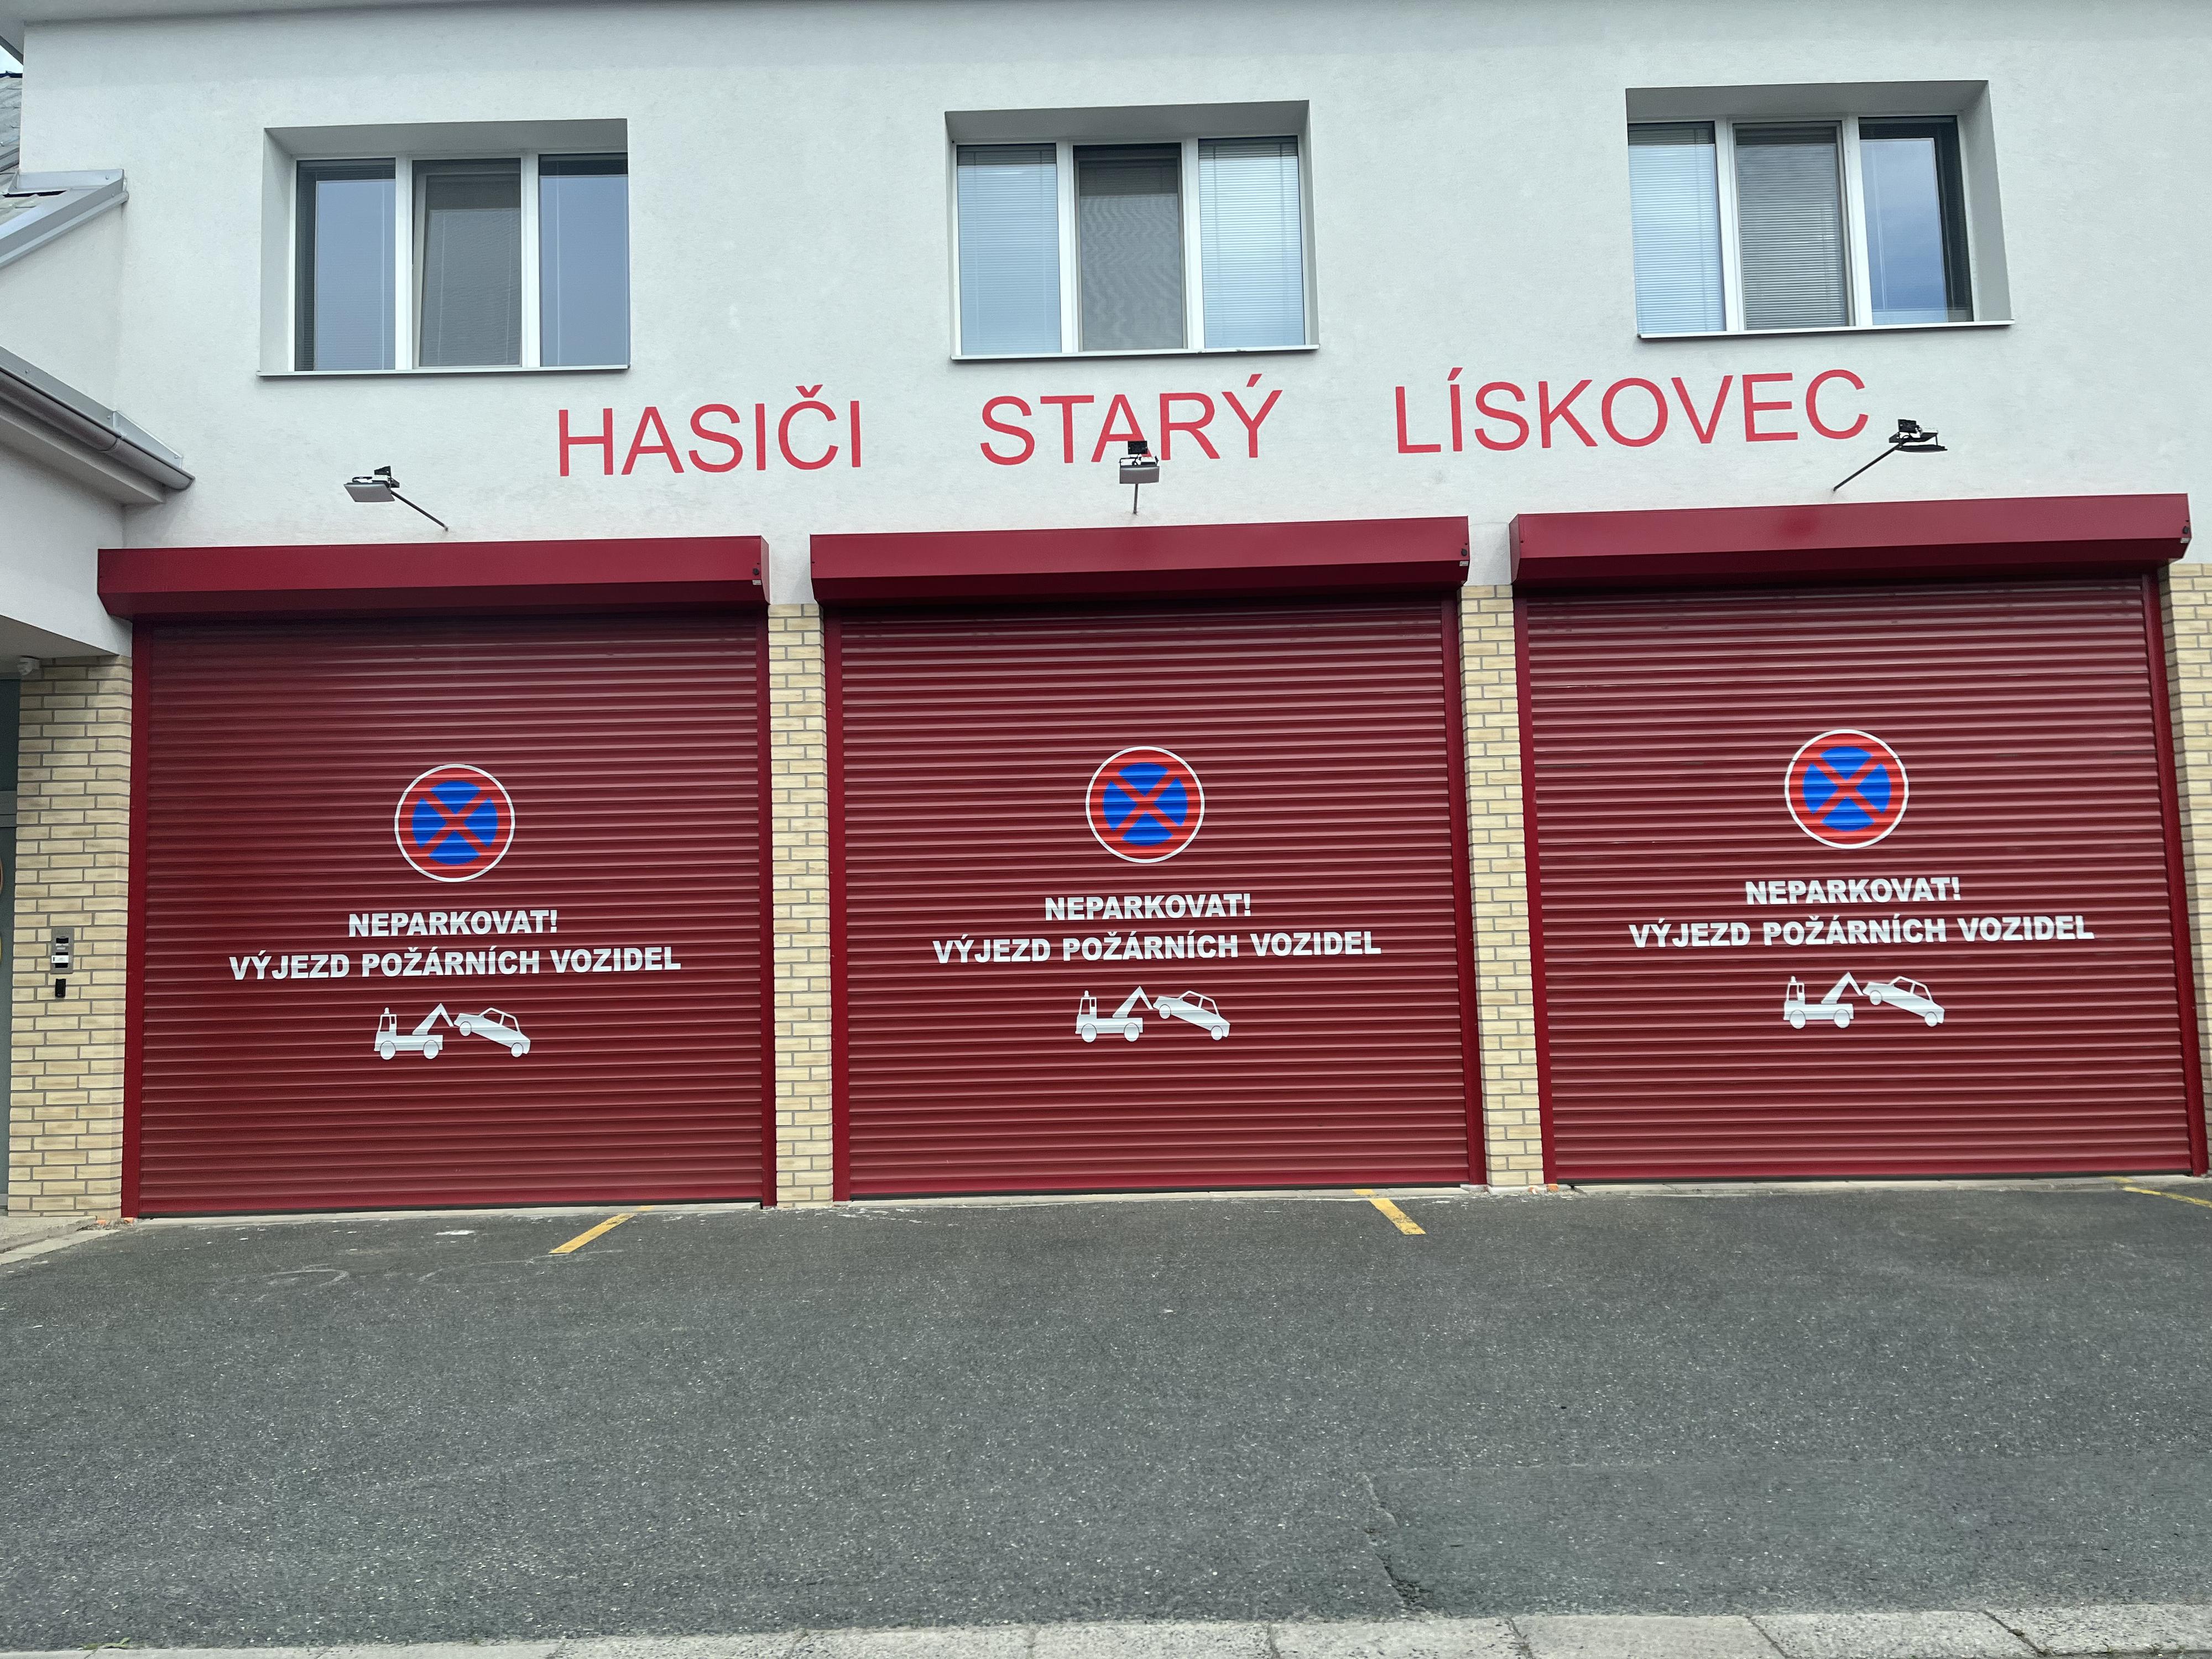 HASIČI STARÝ LÍSKOVEC
NEPARKOVAT!
VÝJEZD POŽÁRNÍCH VOZIDEL
NEPARKOVAT!
VÝJEZD POŽÁRNÍCH VOZIDEL
NEPARKOVAT!
VÝJEZD POŽÁRNÍCH VOZIDEL